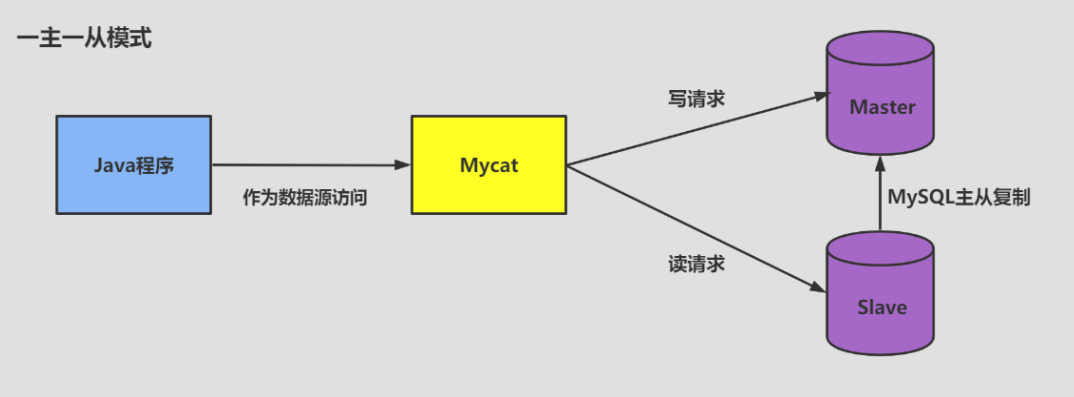 一主一从模式
写请求
Master
Java程序
Mycat
作为数据源访问
MySQL主从复制
读请求
Slave